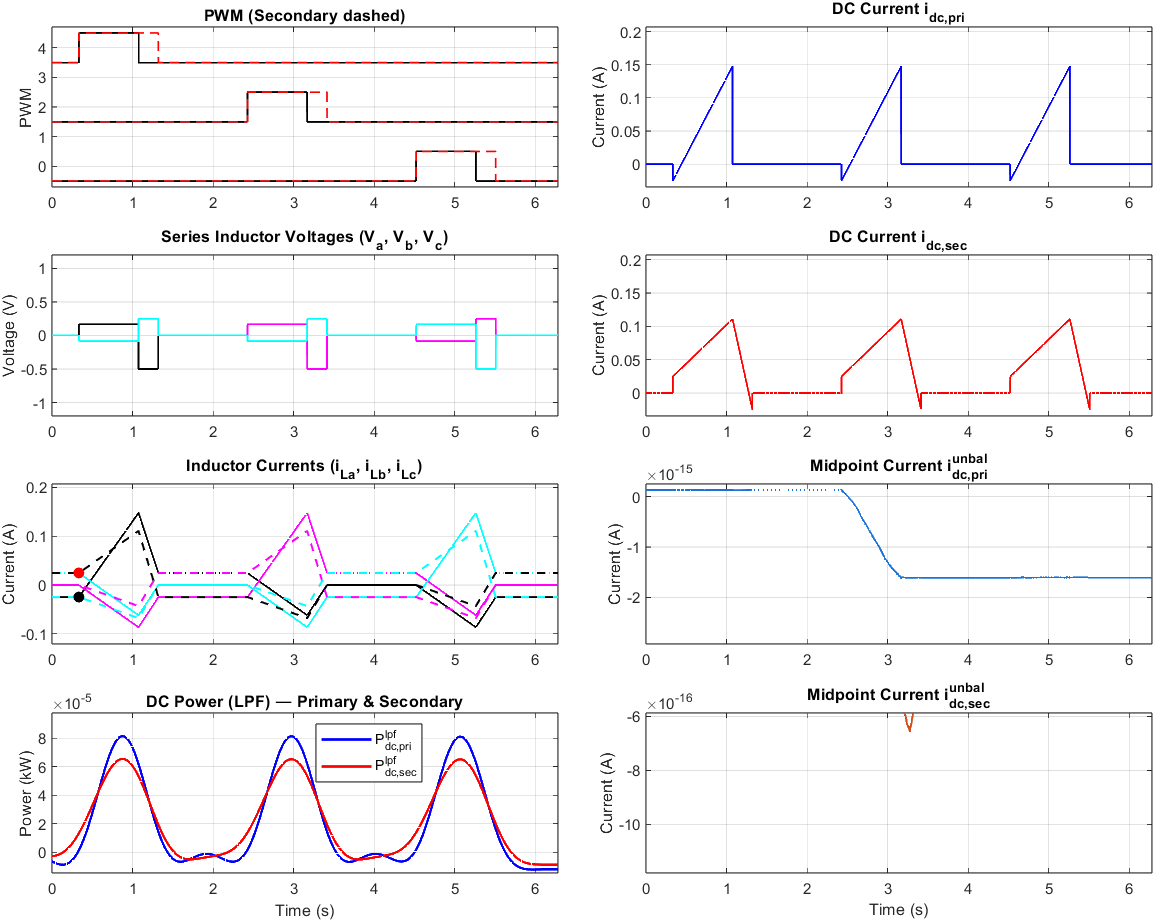 PWM (Secondary dashed)
PWM
4
3
2
1
0
0 1 2 3 4 5 6
DC Current i_dc,pri
Current (A)
0.2
0.15
0.1
0.05
0
0 1 2 3 4 5 6
Series Inductor Voltages (V_a, V_b, V_c)
Voltage (V)
1
0.5
0
-0.5
-1
0 1 2 3 4 5 6
DC Current i_dc,sec
Current (A)
0.2
0.15
0.1
0.05
0
0 1 2 3 4 5 6
Inductor Currents (i_La, i_Lb, i_Lc)
Current (A)
0.2
0.1
0
-0.1
0 1 2 3 4 5 6
Midpoint Current i_dc,pri^unbal
×10^-15
Current (A)
0
-1
-2
0 1 2 3 4 5 6
DC Power (LPF) — Primary & Secondary
×10^-5
Power (kW)
8
6
4
2
0
P_dc,pri^lpf
P_dc,sec^lpf
0 1 2 3 4 5 6
Time (s)
Midpoint Current i_dc,sec^unbal
×10^-16
Current (A)
-6
-8
-10
0 1 2 3 4 5 6
Time (s)